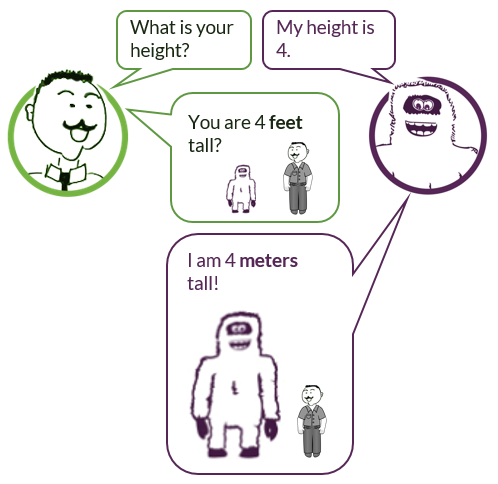 What is your
height?
My height is
4.
You are 4 feet
tall?
I am 4 meters
tall!